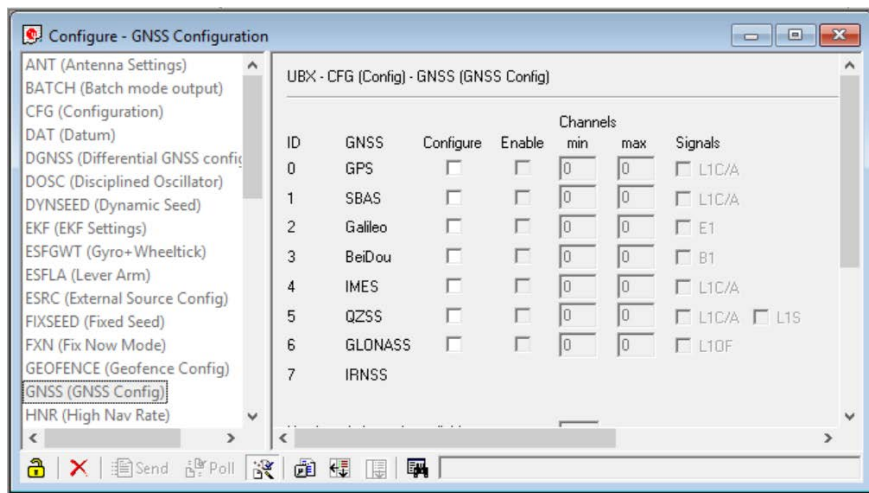 Configure - GNSS Configuration
ANT (Antenna Settings)
BATCH (Batch mode output)
CFG (Configuration)
DAT (Datum)
DGNSS (Differential GNSS config
DOSC (Disciplined Oscillator)
DYNSEED (Dynamic Seed)
EKF (EKF Settings)
ESFGWT (Gyro+Wheeltick)
ESFLA (Lever Arm)
ESRC (External Source Config)
FIXSEED (Fixed Seed)
FXN (Fix Now Mode)
GEOFENCE (Geofence Config)
GNSS (GNSS Config)
HNR (High Nav Rate)
UBX - CFG (Config) - GNSS (GNSS Config)
Channels
ID GNSS Configure Enable min max Signals
0 GPS 0 0 L1C/A
1 SBAS 0 0 L1C/A
2 Galileo 0 0 E1
3 BeiDou 0 0 B1
4 IMES 0 0 L1C/A
5 QZSS 0 0 L1C/A L1S
6 GLONASS 0 0 L1OF
7 IRNSS
Send Poll